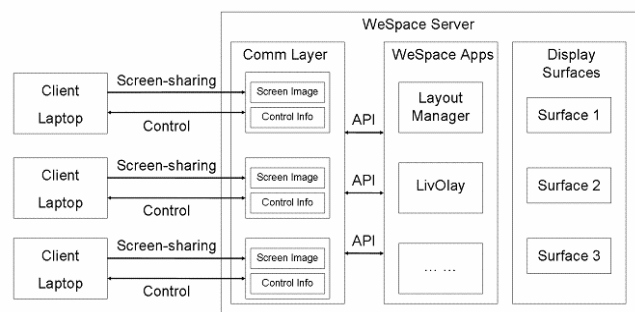 WeSpace Server
Comm Layer
WeSpace Apps
Display
Surfaces
Client
Laptop
Screen-sharing
Control
Screen Image
Control Info
API
Layout
Manager
Surface 1
Client
Laptop
Screen-sharing
Control
Screen Image
Control Info
API
LivOlay
Surface 2
Client
Laptop
Screen-sharing
Control
Screen Image
Control Info
API
... ...
Surface 3